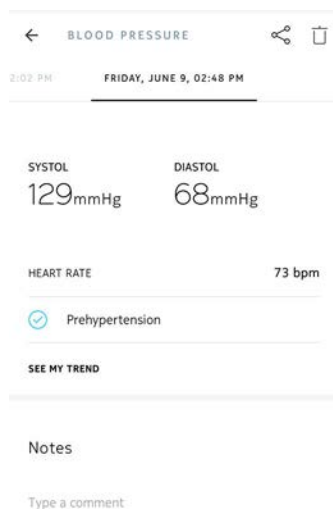 BLOOD PRESSURE
2:02 PM FRIDAY, JUNE 9, 02:48 PM
SYSTOL DIASTOL
129mmHg 68mmHg
HEART RATE 73 bpm
Prehypertension
SEE MY TREND
Notes
Type a comment